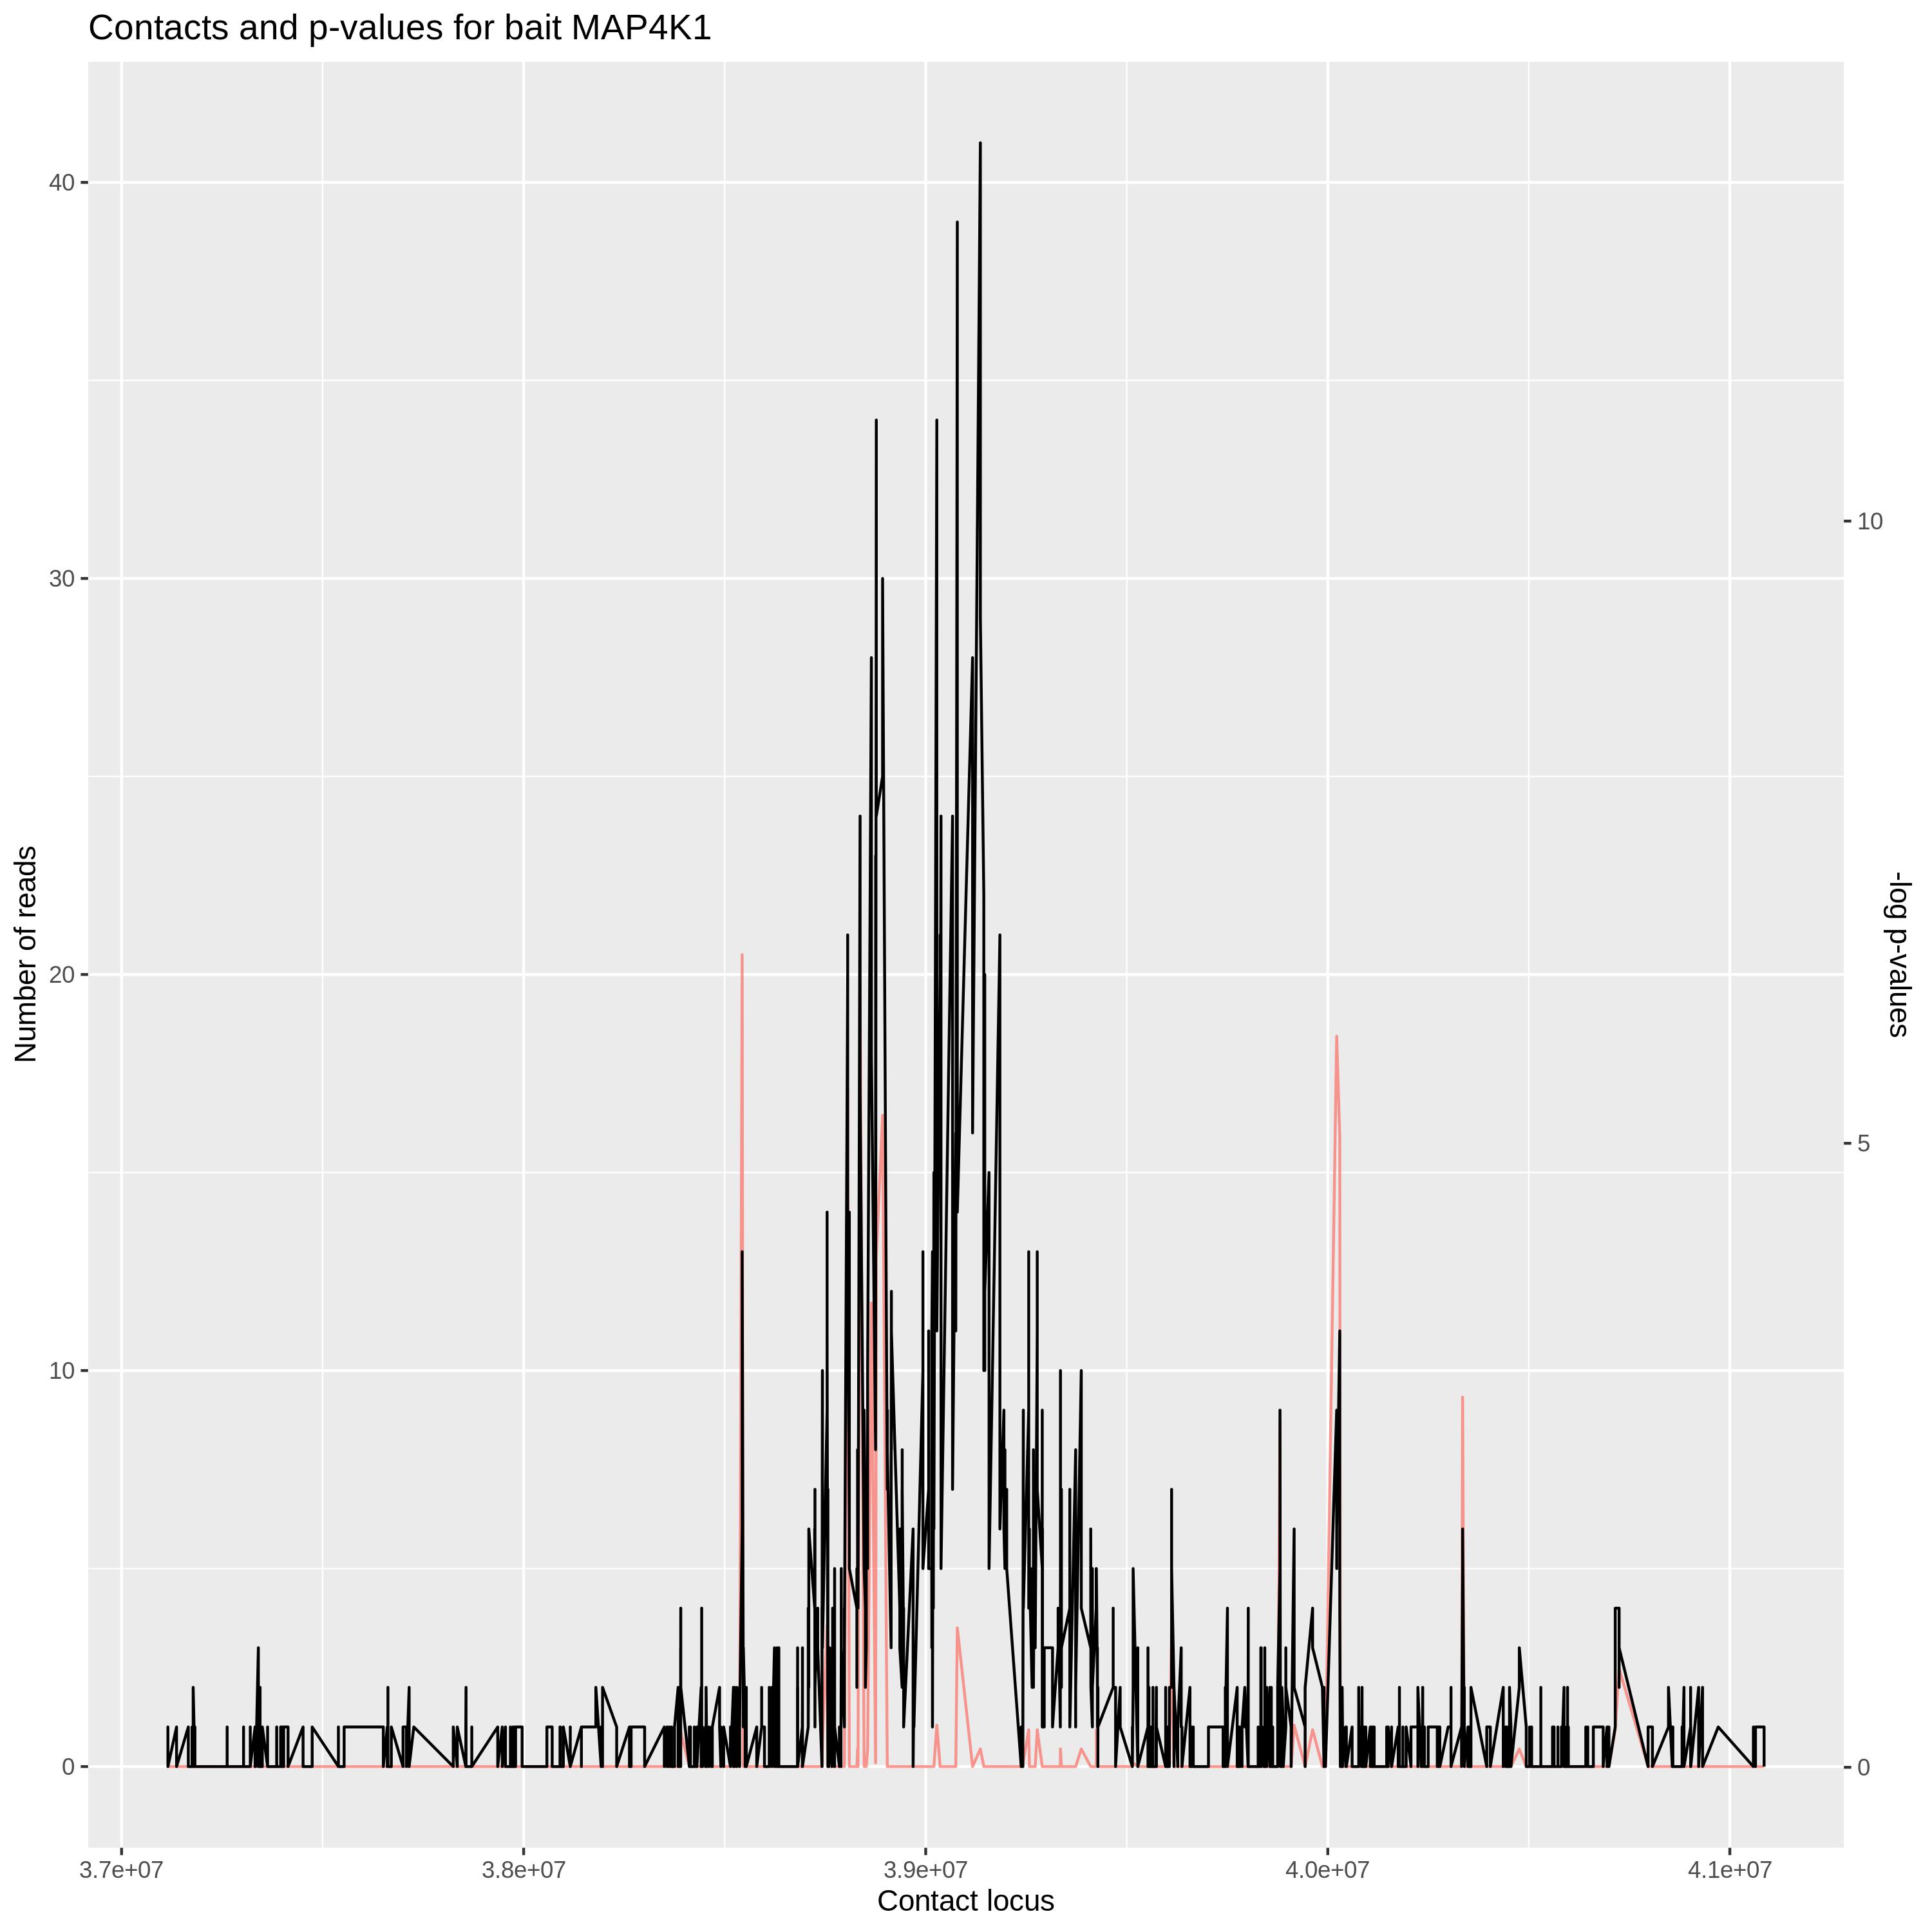 Contacts and p-values for bait MAP4K1
40
30
20
10
0
Number of reads
10
5
0
-log p-values
3.7e+07 3.8e+07 3.9e+07 4.0e+07 4.1e+07
Contact locus